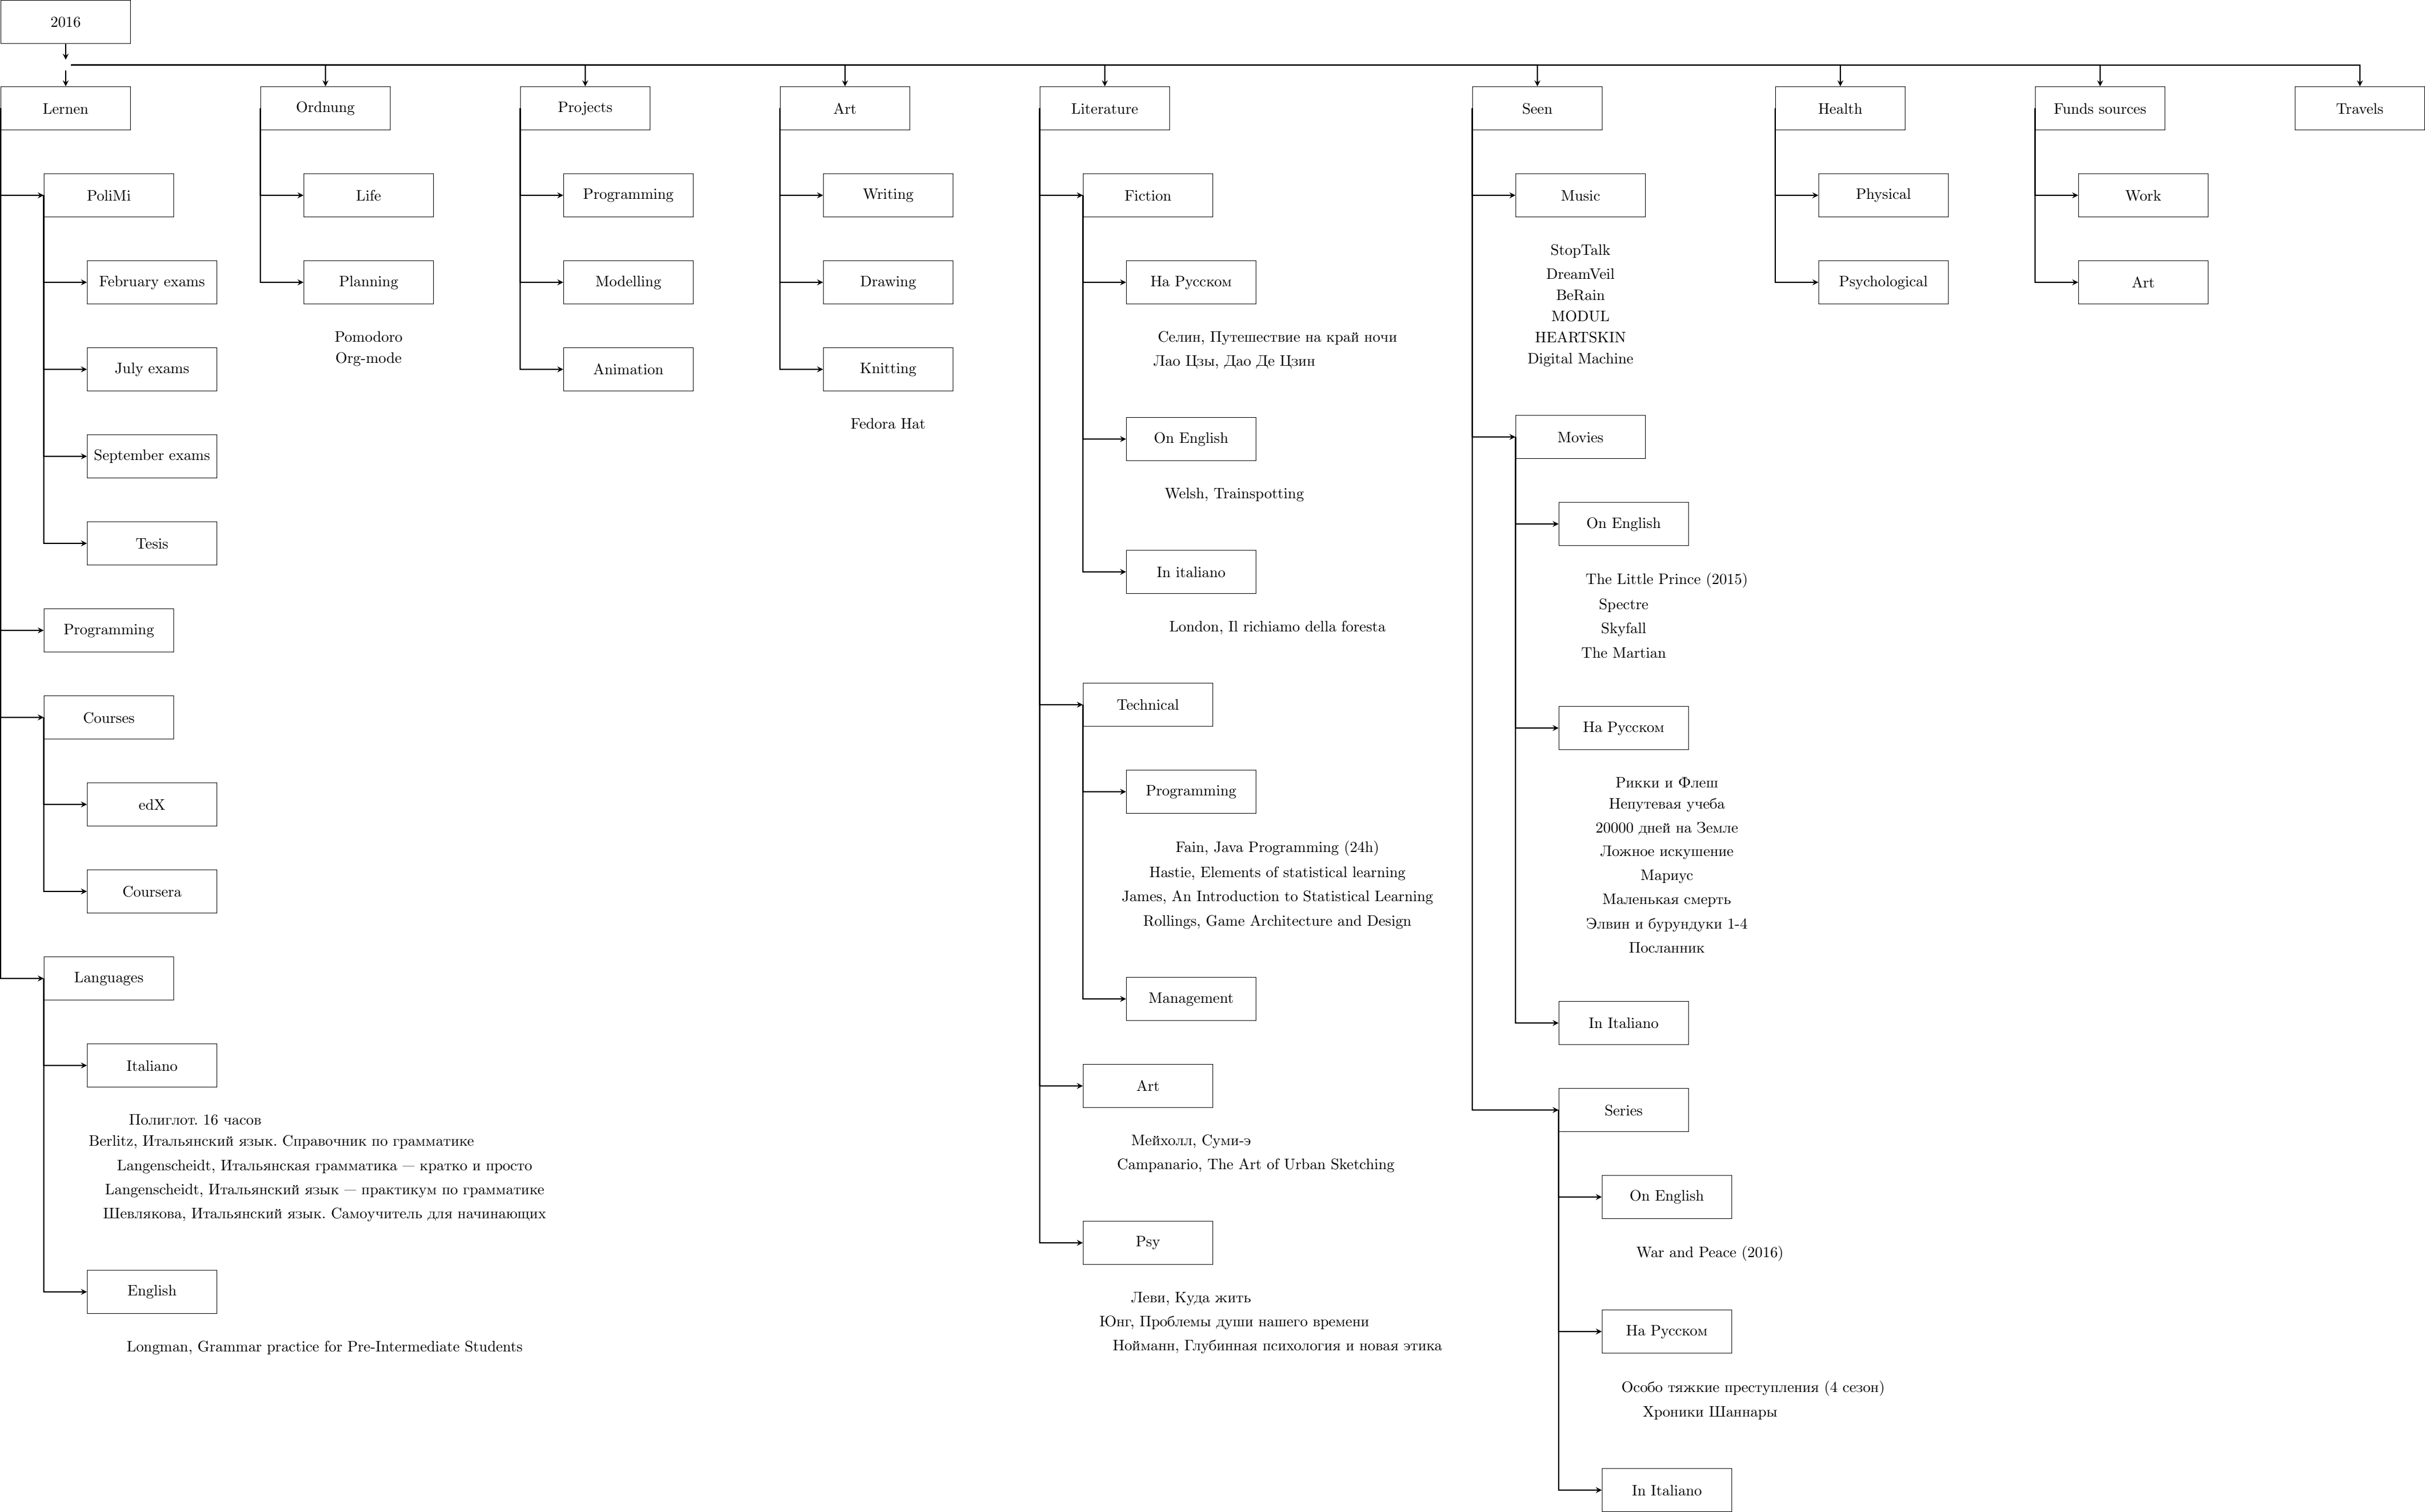 2016
Lernen
PoliMi
February exams
July exams
September exams
Tesis
Programming
Courses
edX
Coursera
Languages
Italiano
Полиглот. 16 часов
Berlitz, Итальянский язык. Справочник по грамматике
Langenscheidt, Итальянская грамматика — кратко и просто
Langenscheidt, Итальянский язык — практикум по грамматике
Шевлякова, Итальянский язык. Самоучитель для начинающих
English
Longman, Grammar practice for Pre-Intermediate Students
Ordnung
Life
Planning
Pomodoro
Org-mode
Projects
Programming
Modelling
Animation
Art
Writing
Drawing
Knitting
Fedora Hat
Literature
Fiction
На Русском
Селин, Путешествие на край ночи
Лао Цзы, Дао Де Цзин
On English
Welsh, Trainspotting
In italiano
London, Il richiamo della foresta
Technical
Programming
Fain, Java Programming (24h)
Hastie, Elements of statistical learning
James, An Introduction to Statistical Learning
Rollings, Game Architecture and Design
Management
Art
Мейхолл, Суми-э
Campanario, The Art of Urban Sketching
Psy
Леви, Куда жить
Юнг, Проблемы души нашего времени
Нойманн, Глубинная психология и новая этика
Seen
Music
StopTalk
DreamVeil
BeRain
MODUL
HEARTSKIN
Digital Machine
Movies
On English
The Little Prince (2015)
Spectre
Skyfall
The Martian
На Русском
Рикки и Флеш
Непутевая учеба
20000 дней на Земле
Ложное искушение
Мариус
Маленькая смерть
Элвин и бурундуки 1-4
Посланник
In Italiano
Series
On English
War and Peace (2016)
На Русском
Особо тяжкие преступления (4 сезон)
Хроники Шаннары
In Italiano
Health
Physical
Psychological
Funds sources
Work
Art
Travels